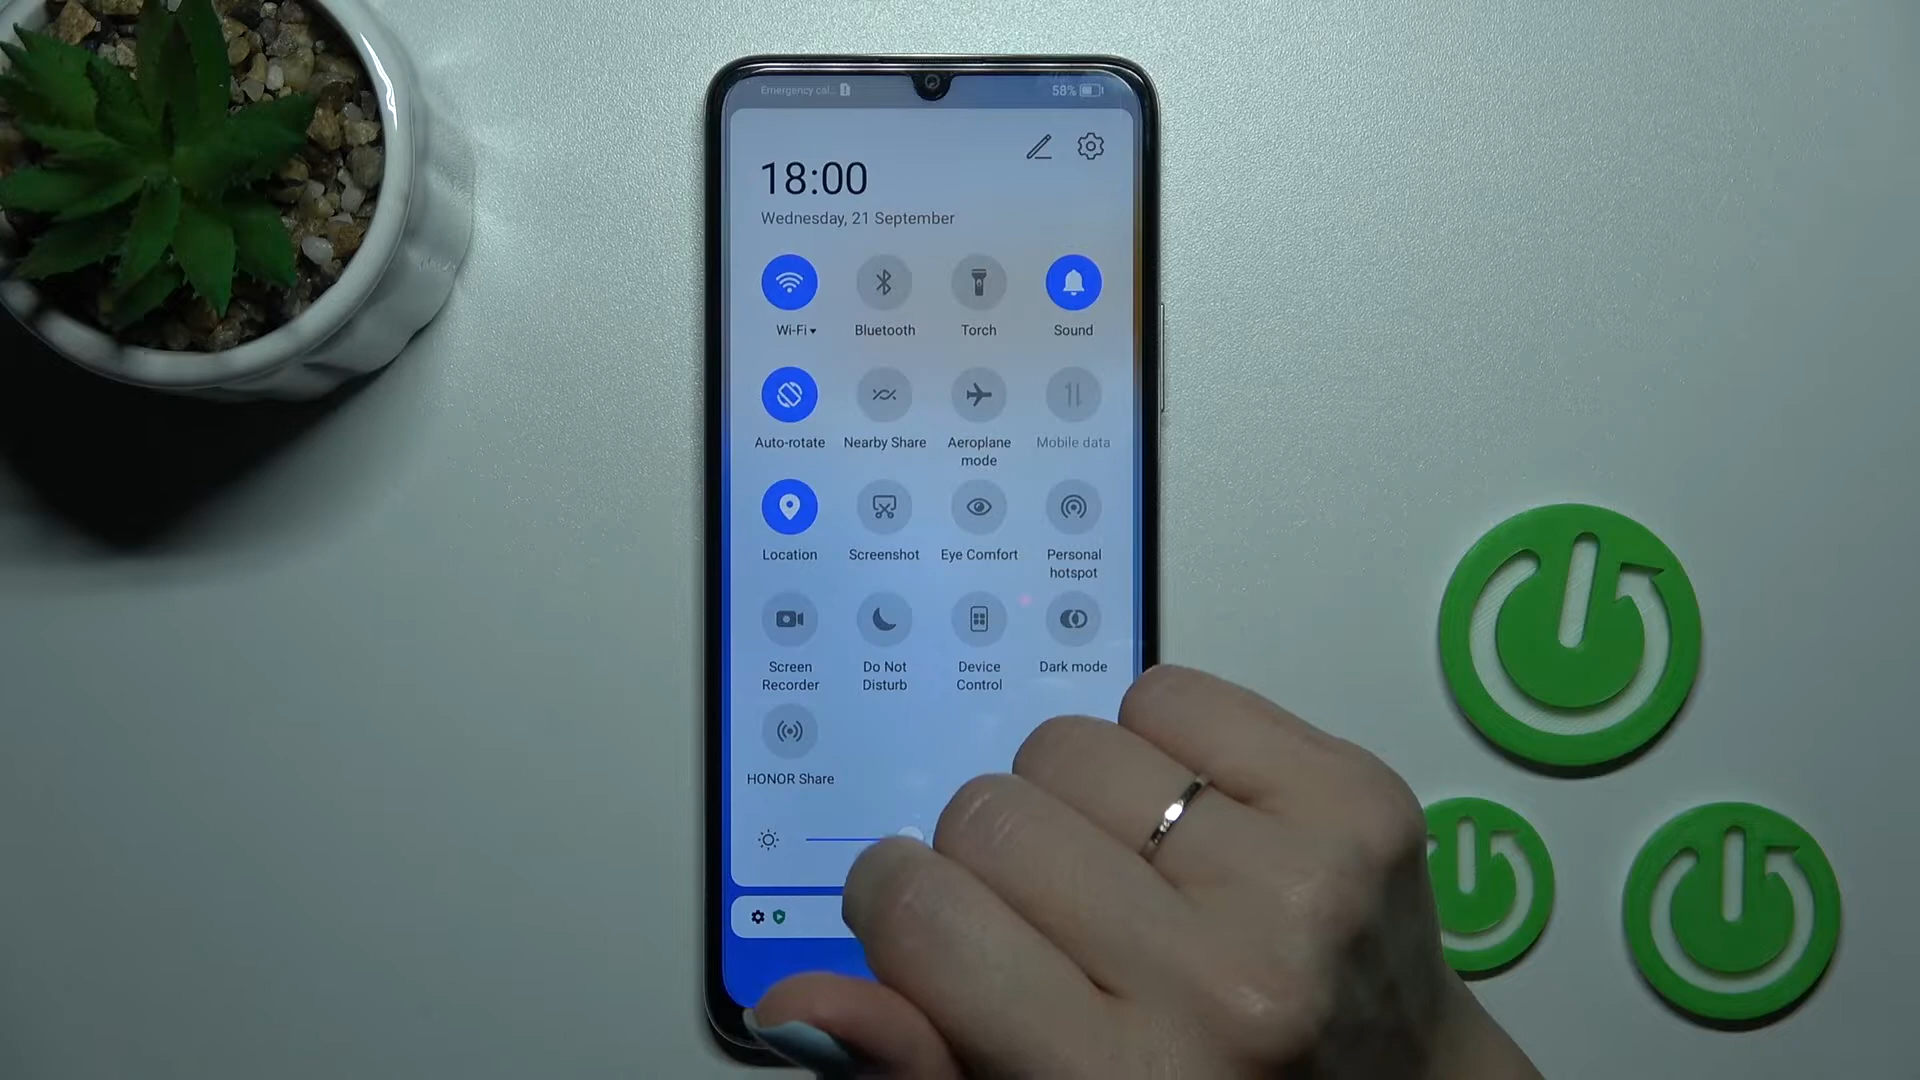 Emergency cal... 58%
18:00
Wednesday, 21 September
Wi-Fi Bluetooth Torch Sound
Auto-rotate Nearby Share Aeroplane mode Mobile data
Location Screenshot Eye Comfort Personal hotspot
Screen Recorder Do Not Disturb Device Control Dark mode
HONOR Share